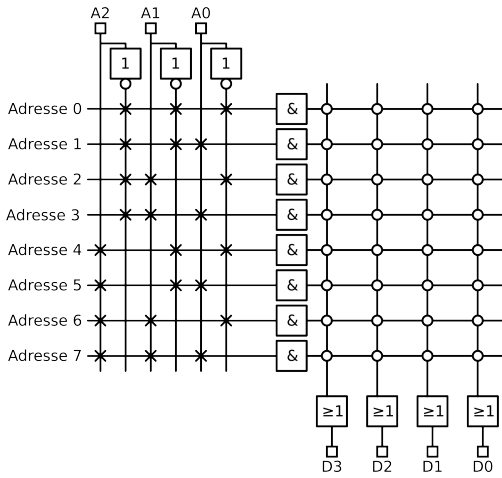 A2 A1 A0
1 1 1
Adresse 0 &
Adresse 1 &
Adresse 2 &
Adresse 3 &
Adresse 4 &
Adresse 5 &
Adresse 6 &
Adresse 7 &
≥1 ≥1 ≥1 ≥1
D3 D2 D1 D0